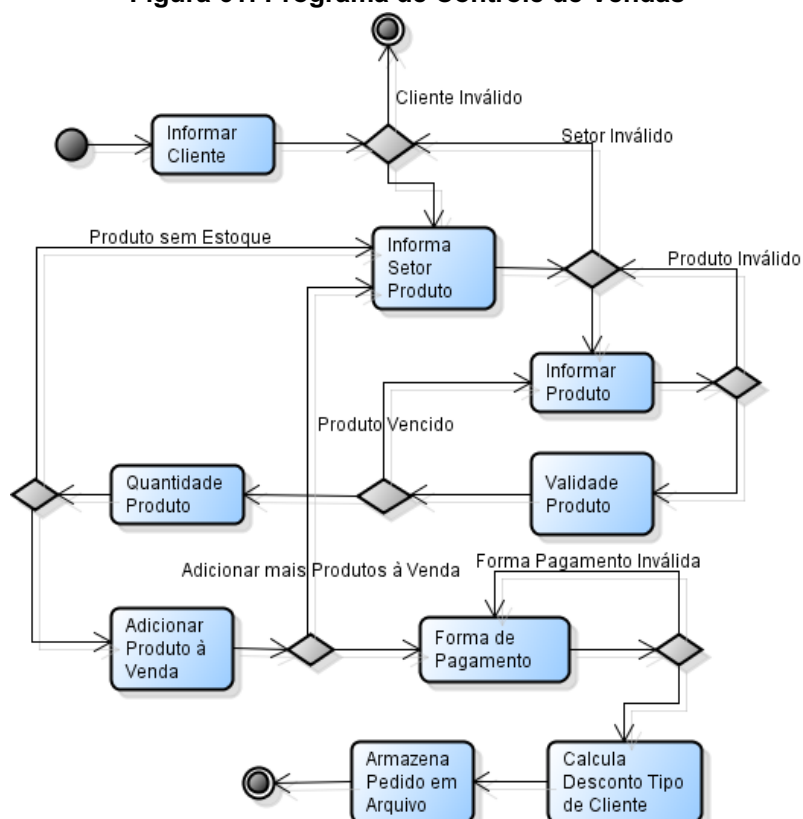 Figura 01: Programa de Controle de Vendas
Cliente Inválido
Informar
Cliente
Setor Inválido
Produto sem Estoque
Informa
Setor
Produto
Produto Inválido
Informar
Produto
Produto Vencido
Quantidade
Produto
Validade
Produto
Adicionar mais Produtos à Venda
Forma Pagamento Inválida
Adicionar
Produto à
Venda
Forma de
Pagamento
Armazena
Pedido em
Arquivo
Calcula
Desconto Tipo
de Cliente